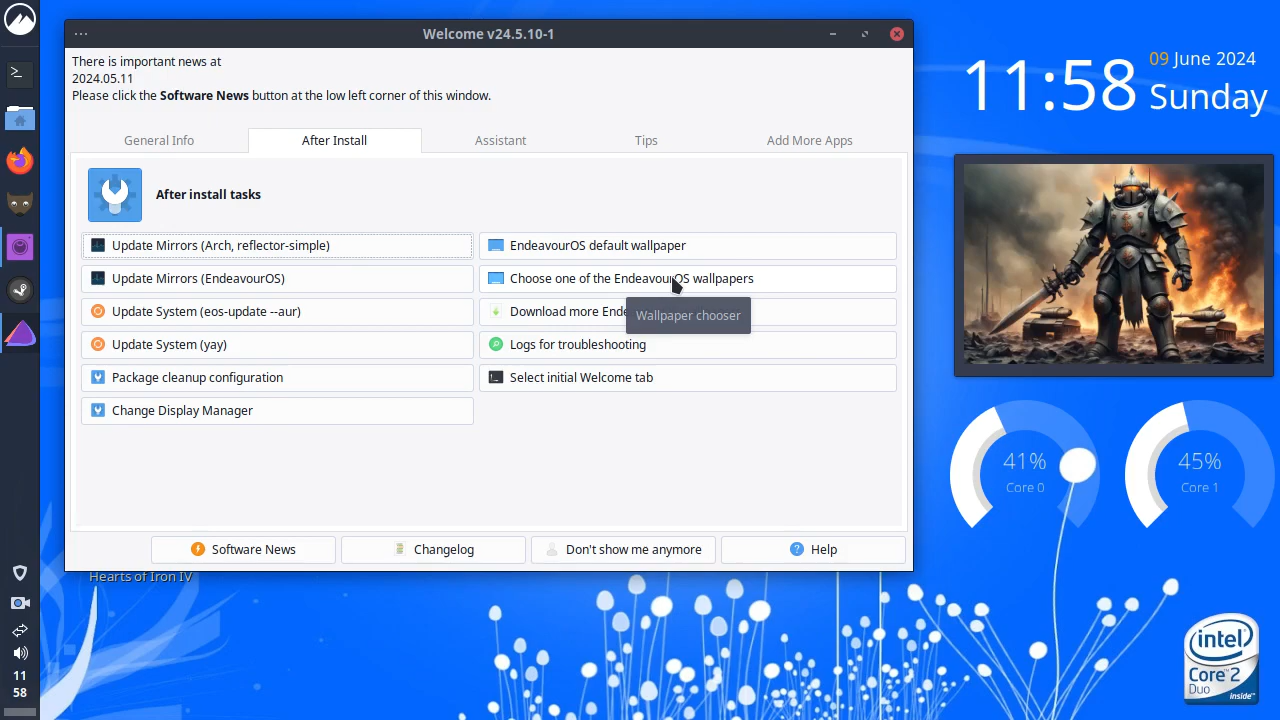 Welcome v24.5.10-1
There is important news at
2024.05.11
Please click the Software News button at the low left corner of this window.
General Info
After Install
Assistant
Tips
Add More Apps
After install tasks
Update Mirrors (Arch, reflector-simple)
EndeavourOS default wallpaper
Update Mirrors (EndeavourOS)
Choose one of the EndeavourOS wallpapers
Update System (eos-update --aur)
Download more Ende
Wallpaper chooser
Update System (yay)
Logs for troubleshooting
Package cleanup configuration
Select initial Welcome tab
Change Display Manager
Software News
Changelog
Don't show me anymore
Help
Hearts of Iron IV
11:58
09 June 2024
Sunday
41%
Core 0
45%
Core 1
intel
Core™2
Duo
inside™
11
58